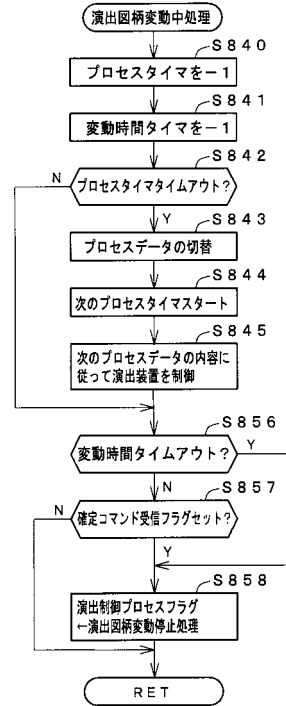 演出図柄変動中処理
S840
プロセスタイマを－1
S841
変動時間タイマを－1
S842
N
プロセスタイマタイムアウト？
Y
S843
プロセスデータの切替
S844
次のプロセスタイマスタート
S845
次のプロセスデータの内容に
従って演出装置を制御
S856
変動時間タイムアウト？
Y
N
S857
N
確定コマンド受信フラグセット？
Y
S858
演出制御プロセスフラグ
←演出図柄変動停止処理
RET